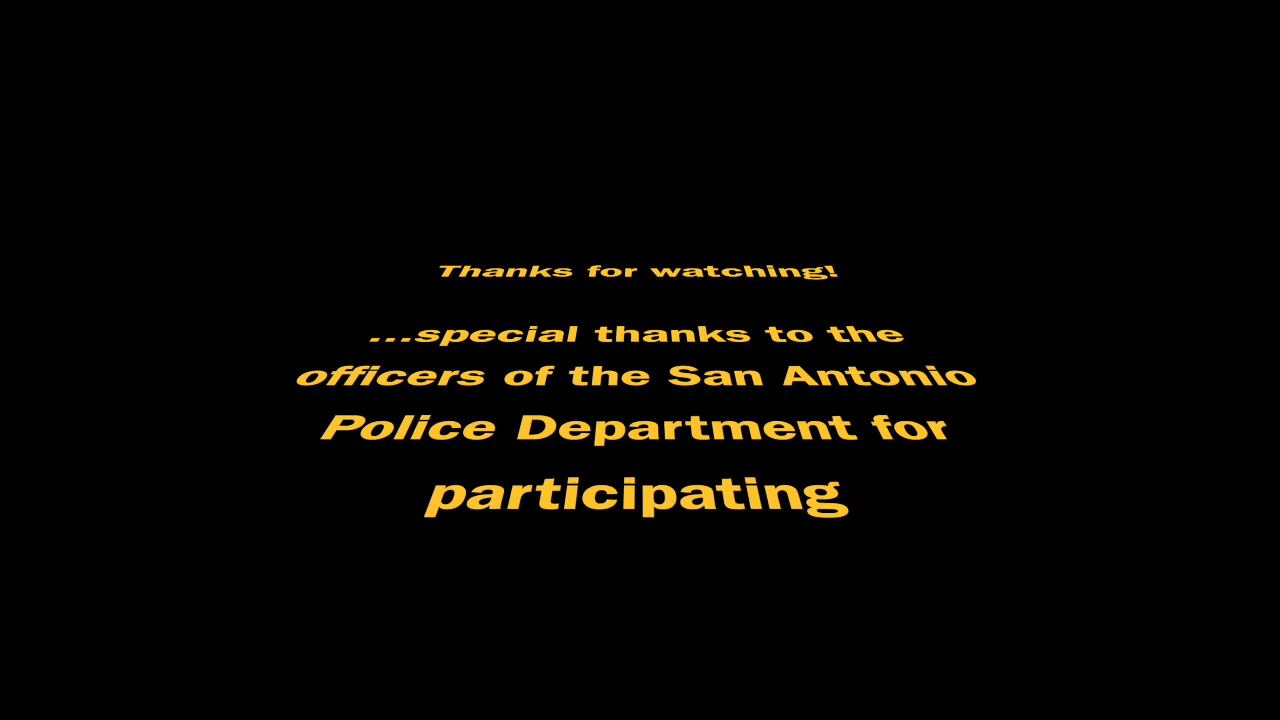 Thanks for watching!
...special thanks to the
officers of the San Antonio
Police Department for
participating